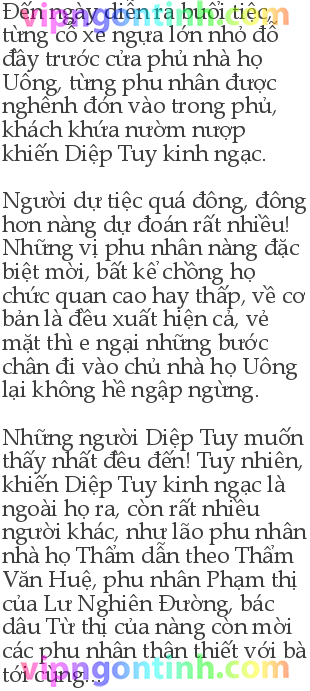 vipngontinh.com
Đến ngày diễn ra buổi tiệc,
từng cỗ xe ngựa lớn nhỏ đỗ
đầy trước cửa phủ nhà họ
Uông, từng phu nhân được
nghênh đón vào trong phủ,
khách khứa nườm nượp
khiến Diệp Tuy kinh ngạc.
Người dự tiệc quá đông, đông
hơn nàng dự đoán rất nhiều!
Những vị phu nhân nàng đặc
biệt mời, bất kể chồng họ
chức quan cao hay thấp, về cơ
bản là đều xuất hiện cả, vẻ
mặt thì e ngại những bước
chân đi vào chủ nhà họ Uông
lại không hề ngập ngừng.
Những người Diệp Tuy muốn
thấy nhất đều đến! Tuy nhiên,
khiến Diệp Tuy kinh ngạc là
ngoài họ ra, còn rất nhiều
người khác, như lão phu nhân
nhà họ Thẩm dẫn theo Thẩm
Văn Huệ, phu nhân Phạm thị
của Lư Nghiên Đường, bác
dâu Từ thị của nàng còn mời
các phu nhân thân thiết với bà
tới cùng...
vipngontinh.com